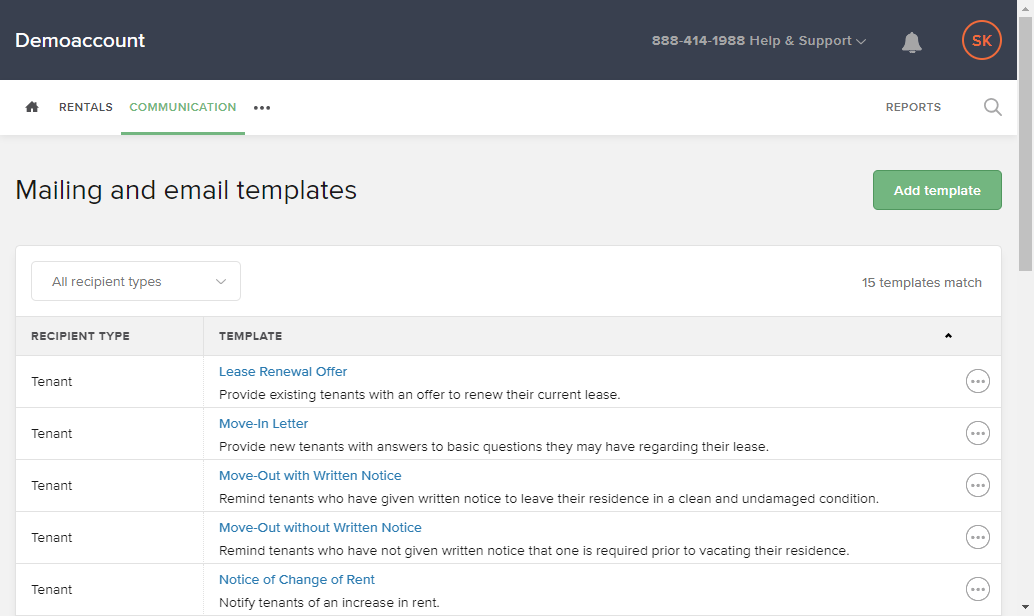 Demoaccount
888-414-1988 Help & Support
SK
RENTALS
COMMUNICATION
REPORTS
Mailing and email templates
Add template
All recipient types
15 templates match
RECIPIENT TYPE
TEMPLATE
Tenant
Lease Renewal Offer
Provide existing tenants with an offer to renew their current lease.
Tenant
Move-In Letter
Provide new tenants with answers to basic questions they may have regarding their lease.
Tenant
Move-Out with Written Notice
Remind tenants who have given written notice to leave their residence in a clean and undamaged condition.
Tenant
Move-Out without Written Notice
Remind tenants who have not given written notice that one is required prior to vacating their residence.
Tenant
Notice of Change of Rent
Notify tenants of an increase in rent.